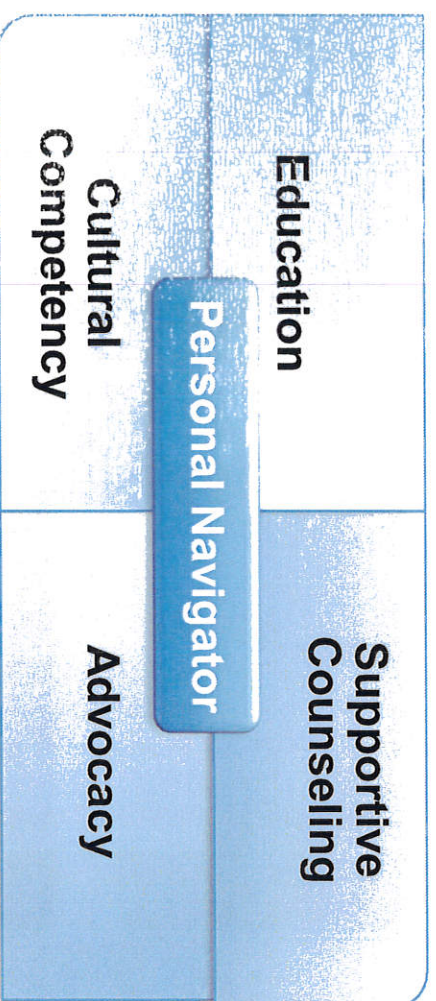 Education
Supportive
Counseling
Personal Navigator
Cultural
Competency
Advocacy